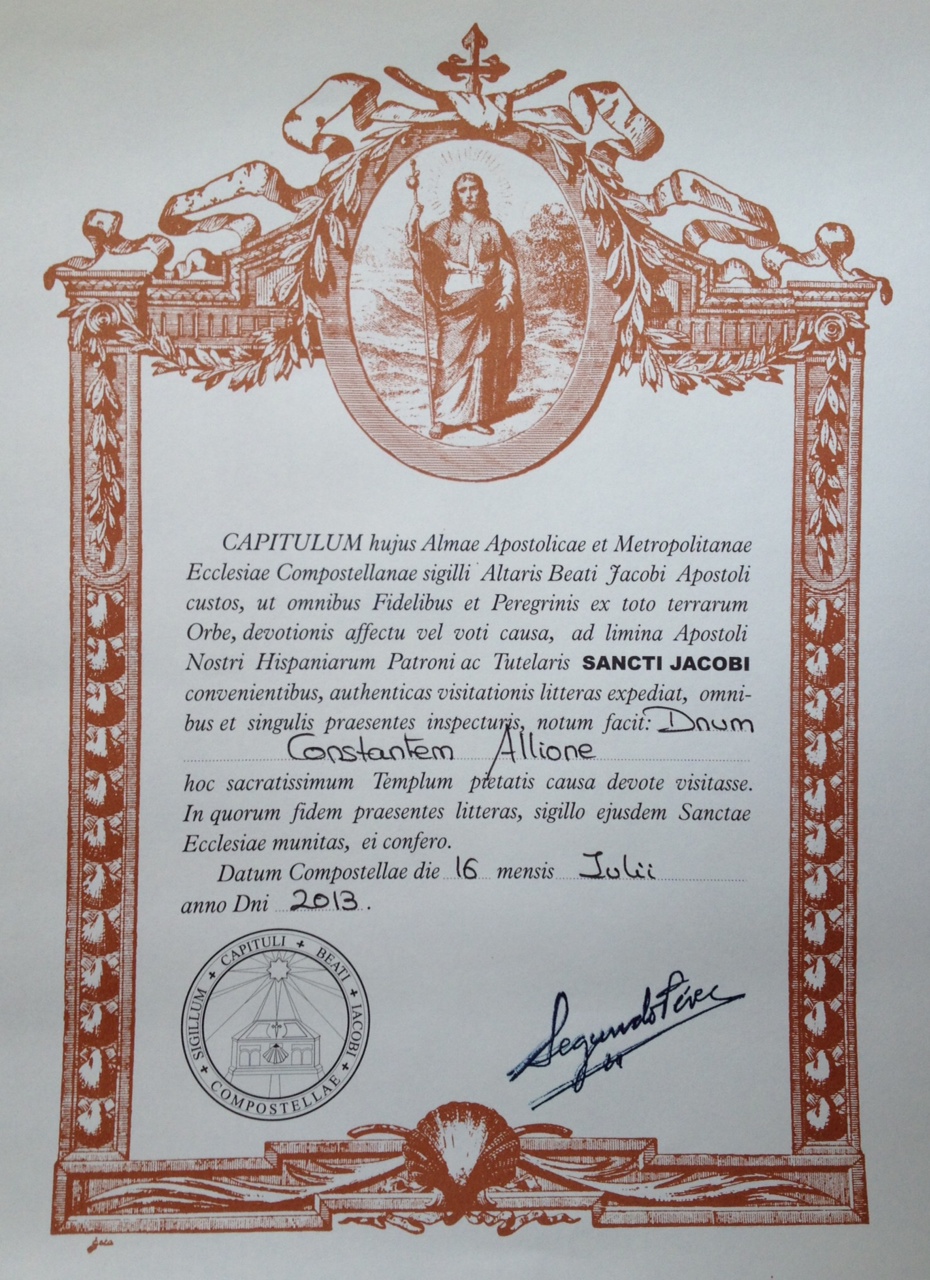 CAPITULUM hujus Almae Apostolicae et Metropolitanae
Ecclesiae Compostellanae sigilli Altaris Beati Jacobi Apostoli
custos, ut omnibus Fidelibus et Peregrinis ex toto terrarum
Orbe, devotionis affectu vel voti causa, ad limina Apostoli
Nostri Hispaniarum Patroni ac Tutelaris SANCTI JACOBI
convenientibus, authenticas visitationis litteras expediat, omni-
bus et singulis praesentes inspecturis, notum facit: Dnum
Constantem Allione
hoc sacratissimum Templum pietatis causa devote visitasse.
In quorum fidem praesentes litteras, sigillo ejusdem Sanctae
Ecclesiae munitas, ei confero.
Datum Compostellae die 16 mensis Julii
anno Dni 2013.
SIGILLUM + CAPITULI + BEATI + IACOBI + COMPOSTELLAE +
Segundo Pérez